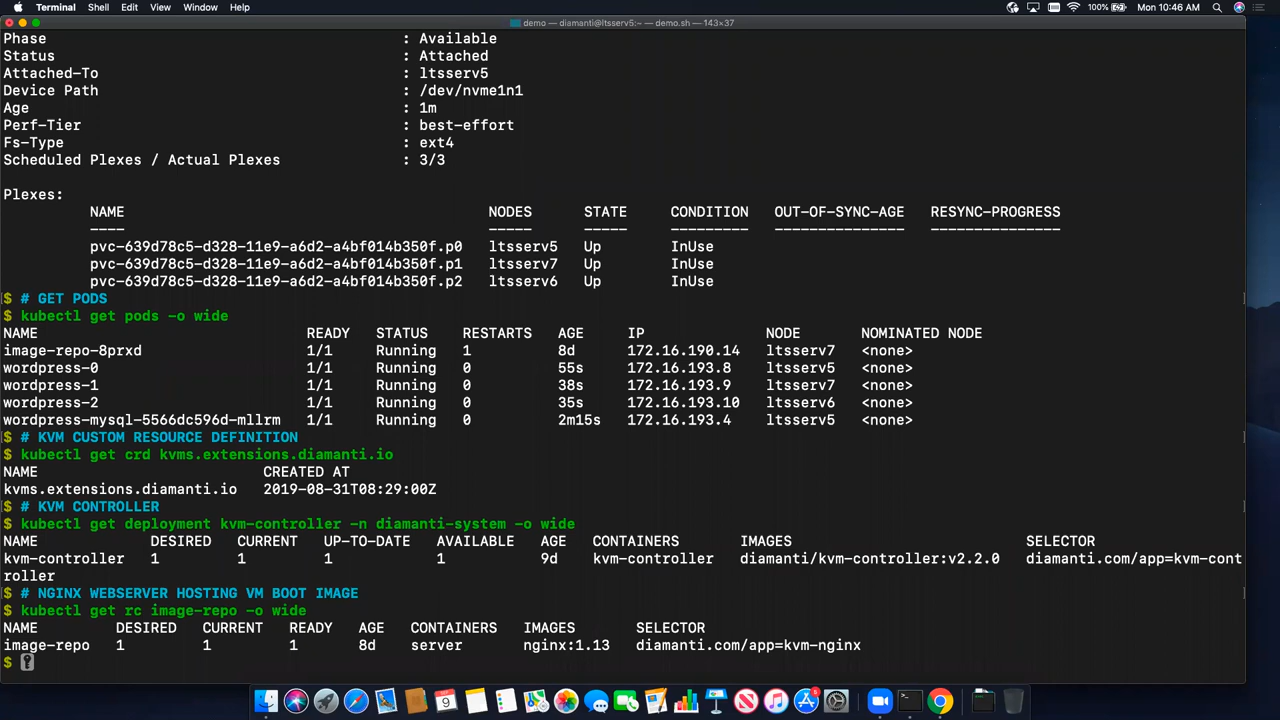 Terminal Shell Edit View Window Help 100% Mon 10:46 AM
demo — diamanti@ltsserv5:~ — demo.sh — 143×37
Phase : Available
Status : Attached
Attached-To : ltsserv5
Device Path : /dev/nvme1n1
Age : 1m
Perf-Tier : best-effort
Fs-Type : ext4
Scheduled Plexes / Actual Plexes : 3/3
Plexes:
NAME NODES STATE CONDITION OUT-OF-SYNC-AGE RESYNC-PROGRESS
---- ----- ----- --------- --------------- ---------------
pvc-639d78c5-d328-11e9-a6d2-a4bf014b350f.p0 ltsserv5 Up InUse
pvc-639d78c5-d328-11e9-a6d2-a4bf014b350f.p1 ltsserv7 Up InUse
pvc-639d78c5-d328-11e9-a6d2-a4bf014b350f.p2 ltsserv6 Up InUse
$ # GET PODS
$ kubectl get pods -o wide
NAME READY STATUS RESTARTS AGE IP NODE NOMINATED NODE
image-repo-8prxd 1/1 Running 1 8d 172.16.190.14 ltsserv7 <none>
wordpress-0 1/1 Running 0 55s 172.16.193.8 ltsserv5 <none>
wordpress-1 1/1 Running 0 38s 172.16.193.9 ltsserv7 <none>
wordpress-2 1/1 Running 0 35s 172.16.193.10 ltsserv6 <none>
wordpress-mysql-5566dc596d-mllrm 1/1 Running 0 2m15s 172.16.193.4 ltsserv5 <none>
$ # KVM CUSTOM RESOURCE DEFINITION
$ kubectl get crd kvms.extensions.diamanti.io
NAME CREATED AT
kvms.extensions.diamanti.io 2019-08-31T08:29:00Z
$ # KVM CONTROLLER
$ kubectl get deployment kvm-controller -n diamanti-system -o wide
NAME DESIRED CURRENT UP-TO-DATE AVAILABLE AGE CONTAINERS IMAGES SELECTOR
kvm-controller 1 1 1 1 9d kvm-controller diamanti/kvm-controller:v2.2.0 diamanti.com/app=kvm-cont
roller
$ # NGINX WEBSERVER HOSTING VM BOOT IMAGE
$ kubectl get rc image-repo -o wide
NAME DESIRED CURRENT READY AGE CONTAINERS IMAGES SELECTOR
image-repo 1 1 1 8d server nginx:1.13 diamanti.com/app=kvm-nginx
$